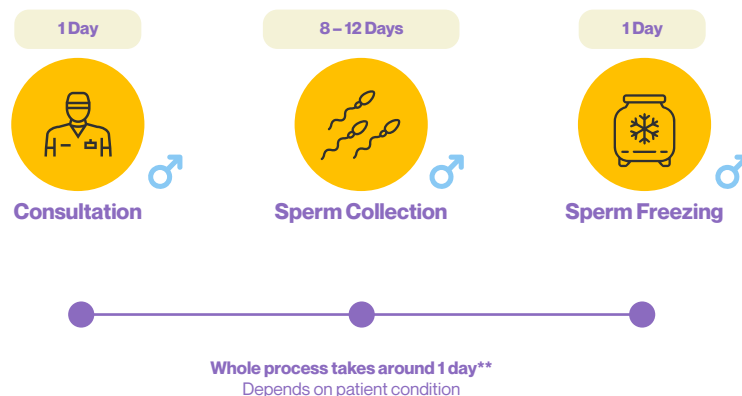 1 Day
8 – 12 Days
1 Day
Consultation
Sperm Collection
Sperm Freezing
Whole process takes around 1 day**
Depends on patient condition